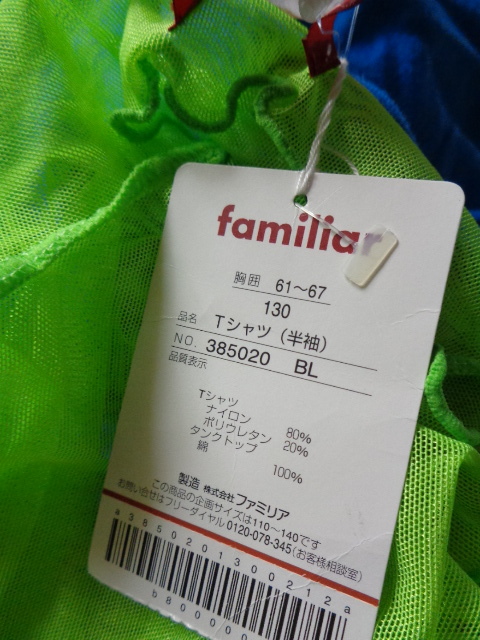 familiar
胸囲 61～67
130
品名 Tシャツ（半袖）
NO. 385020 BL
品質表示
Tシャツ
ナイロン 80%
ポリウレタン 20%
タンクトップ
綿 100%
製造 株式会社ファミリア
この商品の企画サイズは110～140です
お問い合せはフリーダイヤル0120-078-345（お客様相談室）
a3850201300212a
b80000